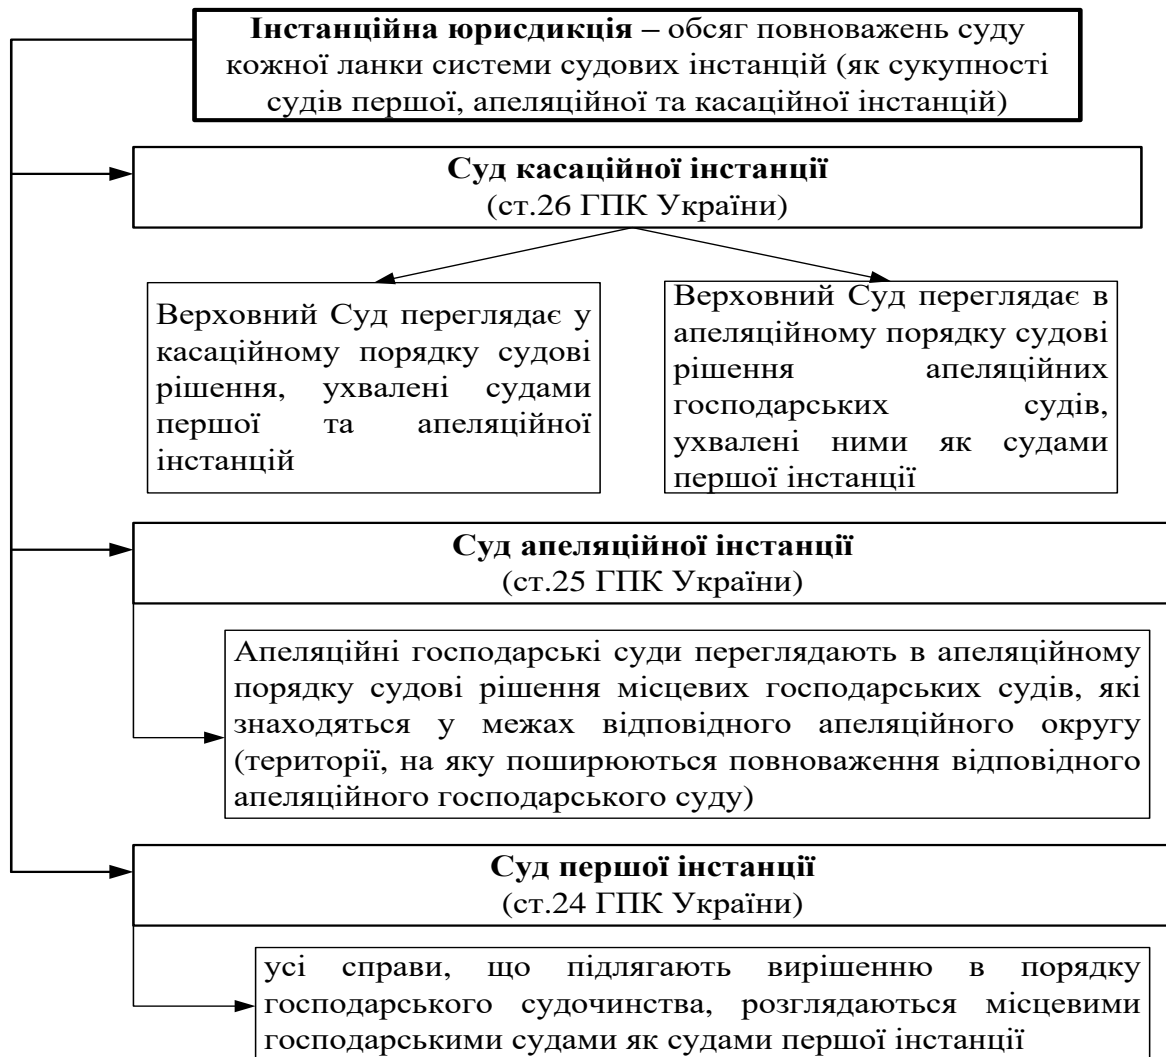 Інстанційна юрисдикція – обсяг повноважень суду
кожної ланки системи судових інстанцій (як сукупності
судів першої, апеляційної та касаційної інстанцій)
Суд касаційної інстанції
(ст.26 ГПК України)
Верховний Суд переглядає у
касаційному порядку судові
рішення, ухвалені судами
першої та апеляційної
інстанцій
Верховний Суд переглядає в
апеляційному порядку судові
рішення апеляційних
господарських судів,
ухвалені ними як судами
першої інстанції
Суд апеляційної інстанції
(ст.25 ГПК України)
Апеляційні господарські суди переглядають в апеляційному
порядку судові рішення місцевих господарських судів, які
знаходяться у межах відповідного апеляційного округу
(території, на яку поширюються повноваження відповідного
апеляційного господарського суду)
Суд першої інстанції
(ст.24 ГПК України)
усі справи, що підлягають вирішенню в порядку
господарського судочинства, розглядаються місцевими
господарськими судами як судами першої інстанції